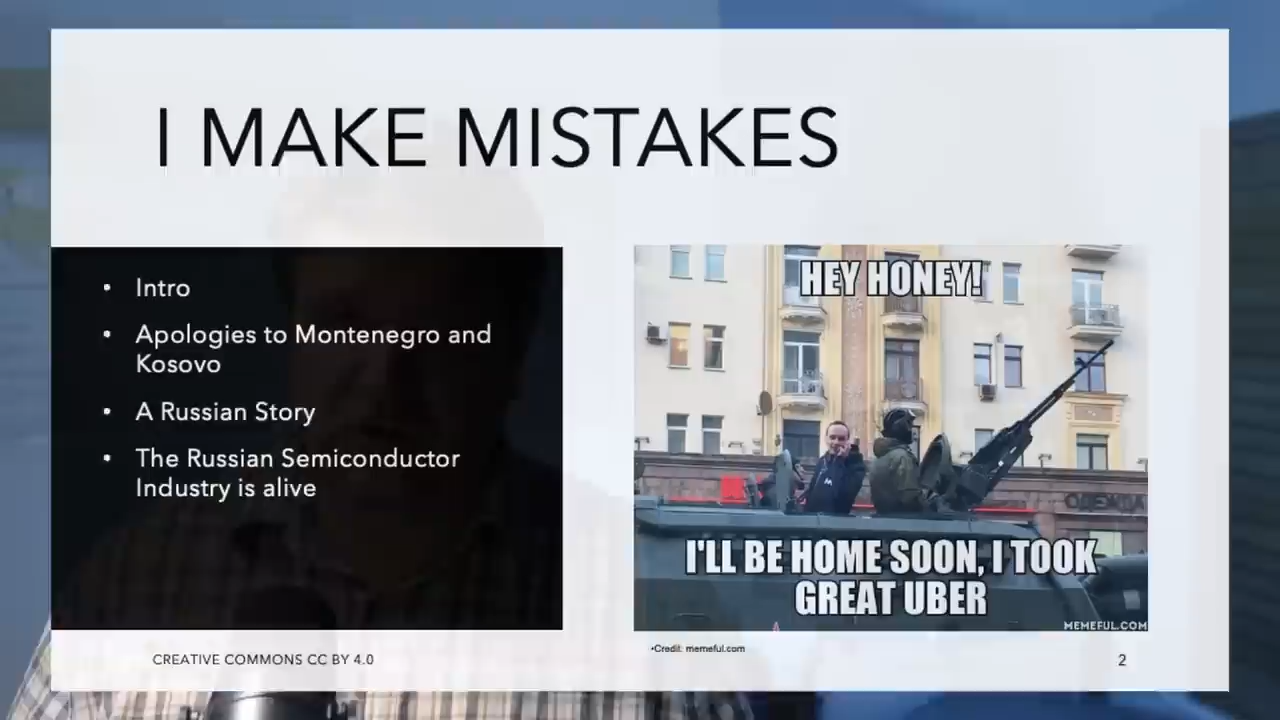 I MAKE MISTAKES
• Intro
• Apologies to Montenegro and
Kosovo
• A Russian Story
• The Russian Semiconductor
Industry is alive
HEY HONEY!
I'LL BE HOME SOON, I TOOK
GREAT UBER
MEMEFUL.COM
•Credit: memeful.com
CREATIVE COMMONS CC BY 4.0
2